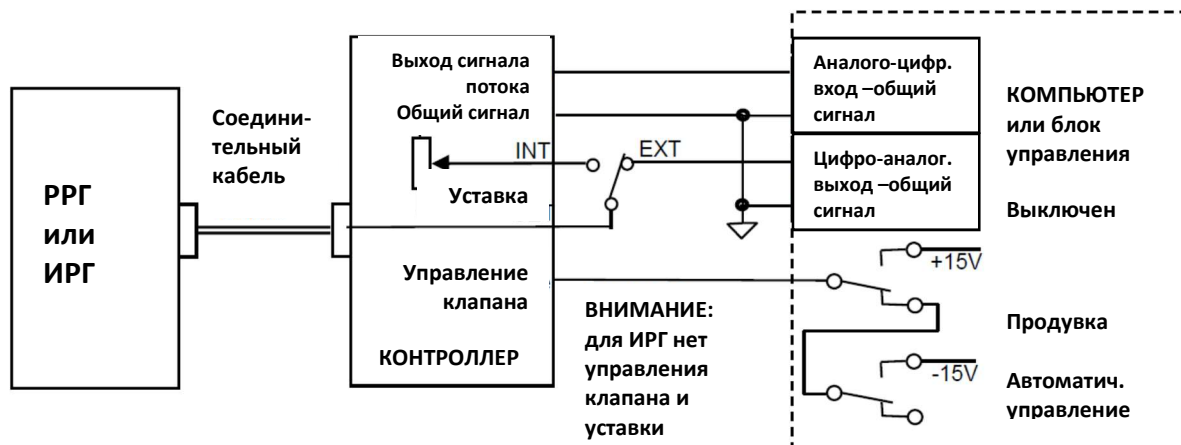 РРГ
или
ИРГ
Соедини-
тельный
кабель
Выход сигнала
потока
Общий сигнал
INT
EXT
Уставка
Управление
клапана
КОНТРОЛЛЕР
ВНИМАНИЕ:
для ИРГ нет
управления
клапана и
уставки
Аналого-цифр.
вход –общий
сигнал
Цифро-аналог.
выход –общий
сигнал
КОМПЬЮТЕР
или блок
управления
Выключен
+15V
Продувка
-15V
Автоматич.
управление